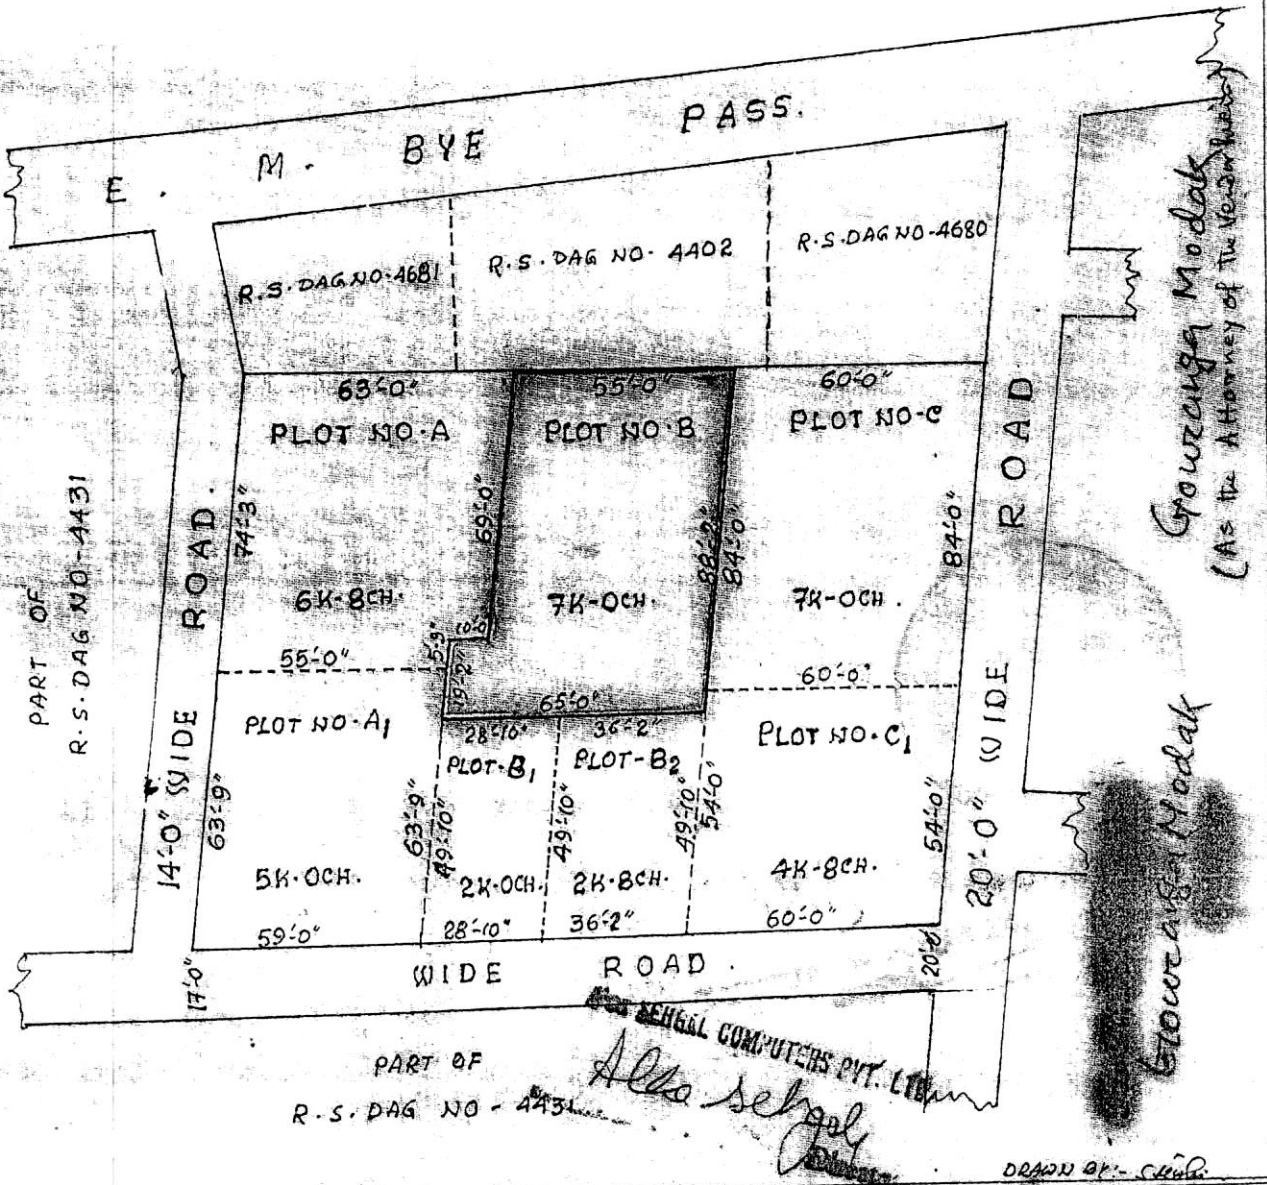 E. M. BYE PASS.
R.S. DAG NO-4681
R.S. DAG NO- 4402
R.S. DAG NO-4680
63'-0"
55'-0"
60'-0"
PLOT NO-A
PLOT NO-B
PLOT NO-C
74'-3"
59'-0"
88'-2"
84'-0"
84'-0"
6K-8CH.
7K-0CH.
7K-0CH.
10'-0"
5'-3"
19'-2"
55'-0"
65'-0"
60'-0"
PLOT NO-A1
28'-10"
36'-2"
PLOT-B1
PLOT-B2
PLOT NO-C1
63'-9"
63'-9"
49'-10"
49'-10"
49'-10"
54'-0"
54'-0"
5K-0CH.
2K-0CH.
2K-8CH.
4K-8CH.
59'-0"
28'-10"
36'-2"
60'-0"
17'-0"
WIDE ROAD.
20'-0"
14'-0" WIDE ROAD.
20'-0" WIDE ROAD
PART OF
R.S. DAG NO-4431
PART OF
R.S. DAG NO-4431
SEHGAL COMPUTERS PVT. LTD
Alka Sehgal
Gouranga Modak
(As the Attorney of the
Gouranga Modak
DRAWN BY:-